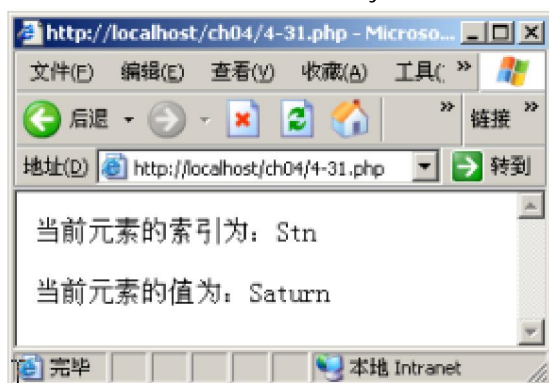 http://localhost/ch04/4-31.php - Microso...
文件(F) 编辑(E) 查看(V) 收藏(A) 工具(
后退 链接
地址(D) http://localhost/ch04/4-31.php 转到
当前元素的索引为：Stn
当前元素的值为：Saturn
完毕 本地 Intranet